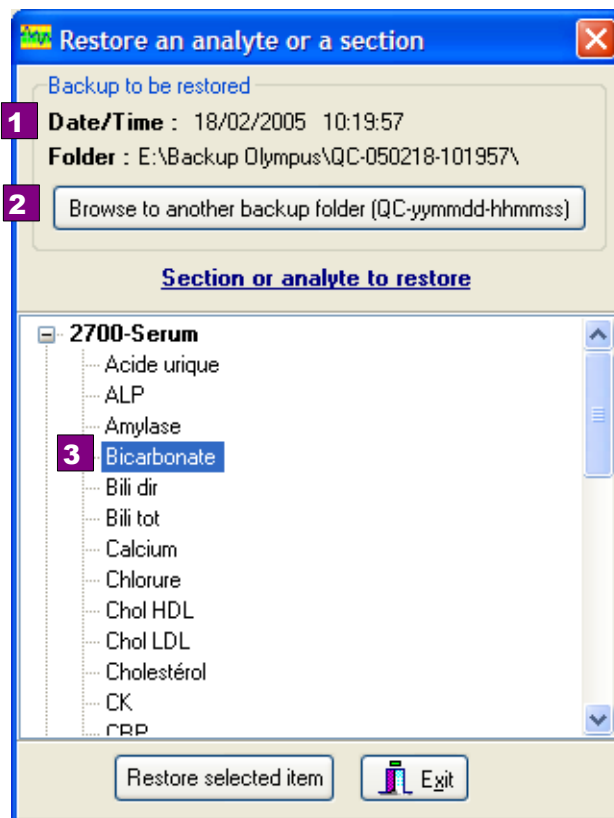 Restore an analyte or a section
Backup to be restored
1 Date/Time : 18/02/2005 10:19:57
Folder : E:\Backup Olympus\QC-050218-101957\
2 Browse to another backup folder (QC-yymmdd-hhmmss)
Section or analyte to restore
2700-Serum
Acide urique
ALP
Amylase
3 Bicarbonate
Bili dir
Bili tot
Calcium
Chlorure
Chol HDL
Chol LDL
Cholestérol
CK
CRP
Restore selected item Exit